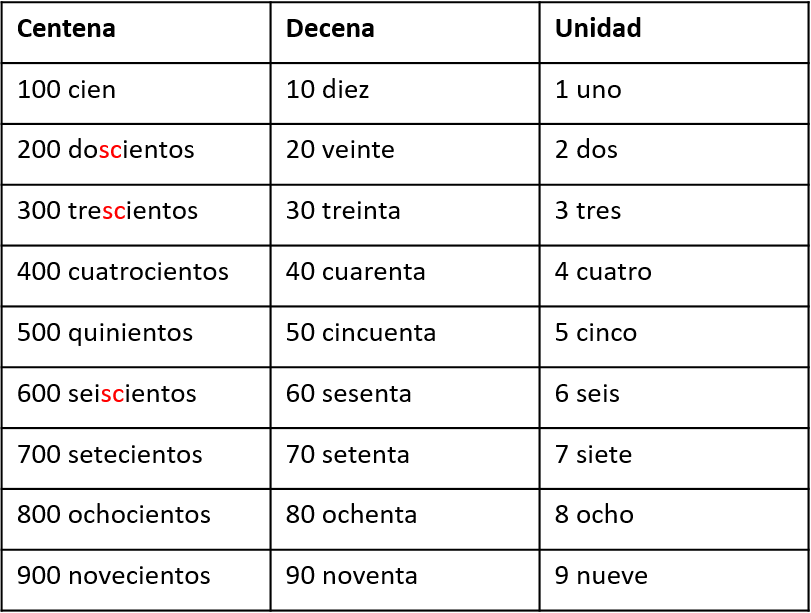 Centena Decena Unidad
100 cien 10 diez 1 uno
200 doscientos 20 veinte 2 dos
300 trescientos 30 treinta 3 tres
400 cuatrocientos 40 cuarenta 4 cuatro
500 quinientos 50 cincuenta 5 cinco
600 seiscientos 60 sesenta 6 seis
700 setecientos 70 setenta 7 siete
800 ochocientos 80 ochenta 8 ocho
900 novecientos 90 noventa 9 nueve